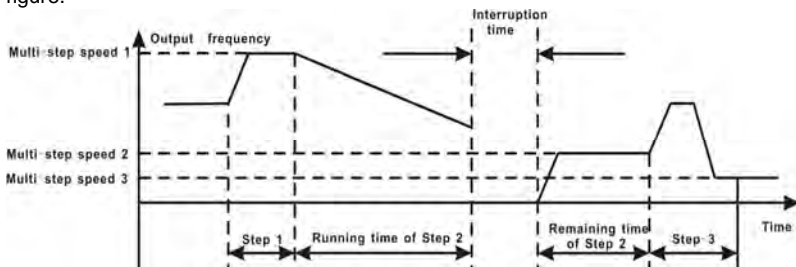 figure.
Interruption
time
Output frequency
Multi-step speed 1
Multi-step speed 2
Multi-step speed 3
Time
Step 1
Running time of Step 2
Remaining time
of Step 2
Step 3